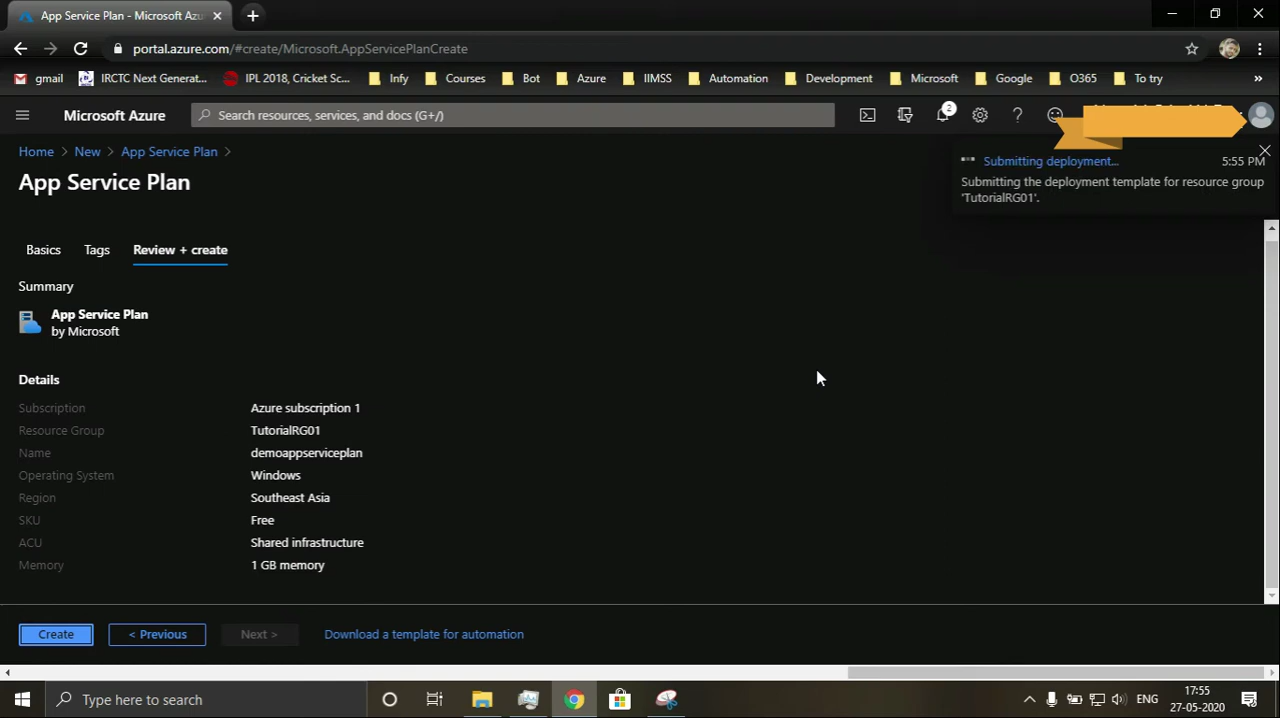 App Service Plan - Microsoft Azu
portal.azure.com/#create/Microsoft.AppServicePlanCreate
gmail
IRCTC Next Generat...
IPL 2018, Cricket Sc...
Infy
Courses
Bot
Azure
IIMSS
Automation
Development
Microsoft
Google
O365
To try
»
Microsoft Azure
Search resources, services, and docs (G+/)
2
Home > New > App Service Plan >
App Service Plan
Submitting deployment...
5:55 PM
Submitting the deployment template for resource group
'TutorialRG01'.
Basics
Tags
Review + create
Summary
App Service Plan
by Microsoft
Details
Subscription
Azure subscription 1
Resource Group
TutorialRG01
Name
demoappserviceplan
Operating System
Windows
Region
Southeast Asia
SKU
Free
ACU
Shared infrastructure
Memory
1 GB memory
Create
< Previous
Next >
Download a template for automation
Type here to search
ENG
17:55
27-05-2020